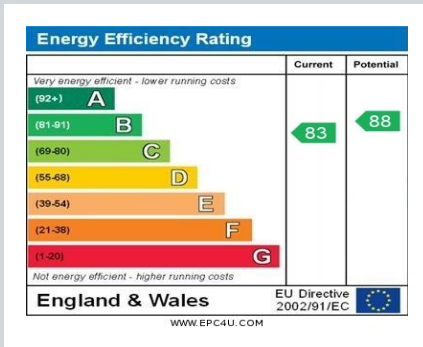 Energy Efficiency Rating
Current Potential
Very energy efficient - lower running costs
(92+) A
(81-91) B
83 88
(69-80) C
(55-68) D
(39-54) E
(21-38) F
(1-20) G
Not energy efficient - higher running costs
England & Wales
EU Directive
2002/91/EC
WWW.EPC4U.COM